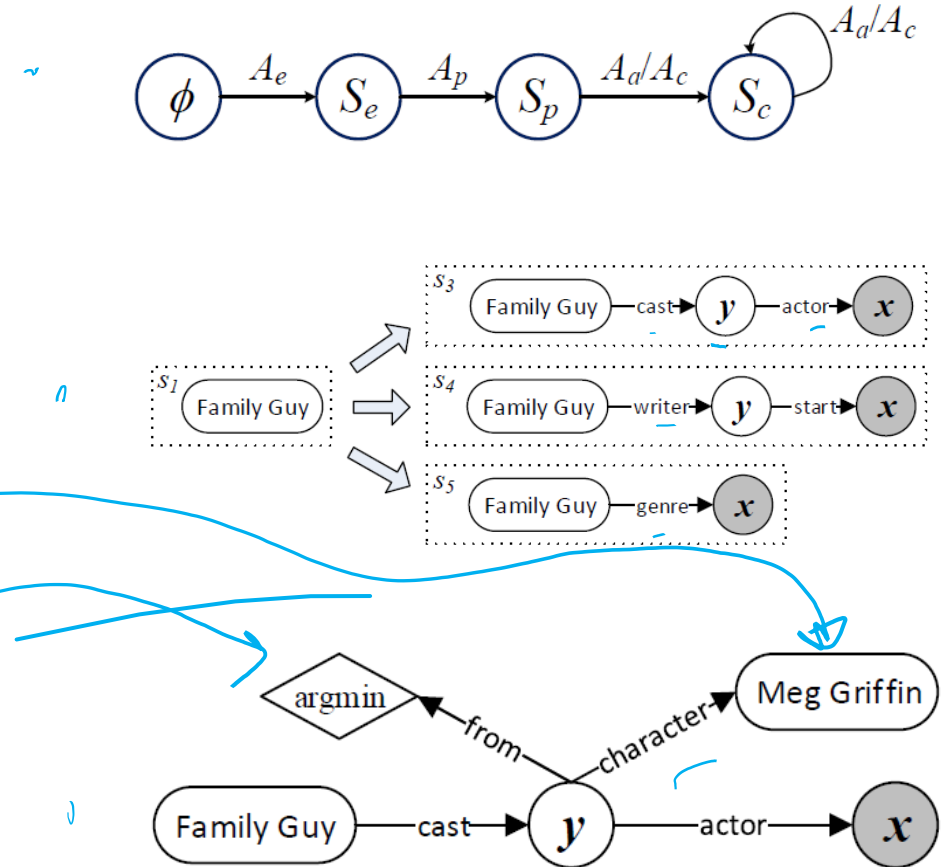 A_e A_p A_a/A_c A_a/A_c
ϕ S_e S_p S_c
s_3
Family Guy cast y actor x
s_1
Family Guy
s_4
Family Guy writer y start x
s_5
Family Guy genre x
argmin
Meg Griffin
from
character
Family Guy cast y actor x